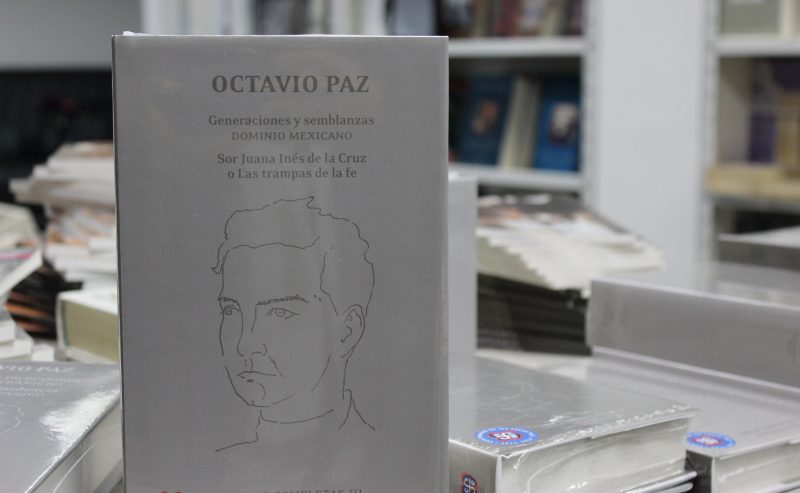 OCTAVIO PAZ
Generaciones y semblanzas
DOMINIO MEXICANO
Sor Juana Inés de la Cruz
o Las trampas de la fe